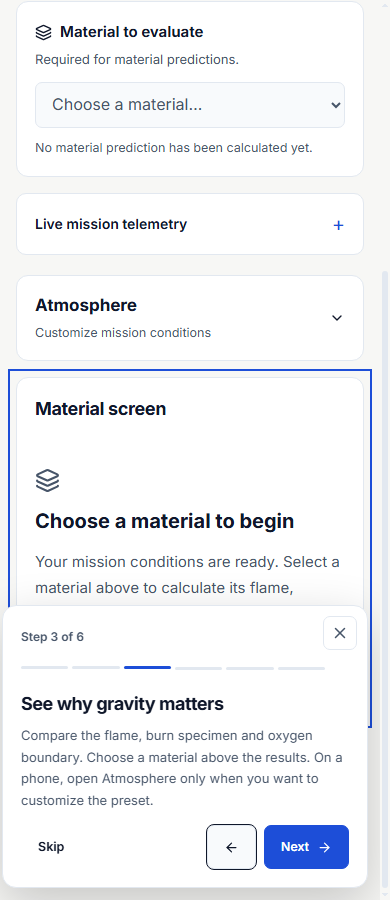 Material to evaluate
Required for material predictions.
Choose a material...
No material prediction has been calculated yet.
Live mission telemetry
Atmosphere
Customize mission conditions
Material screen
Choose a material to begin
Your mission conditions are ready. Select a
material above to calculate its flame,
Step 3 of 6
See why gravity matters
Compare the flame, burn specimen and oxygen
boundary. Choose a material above the results. On a
phone, open Atmosphere only when you want to
customize the preset.
Skip
Next